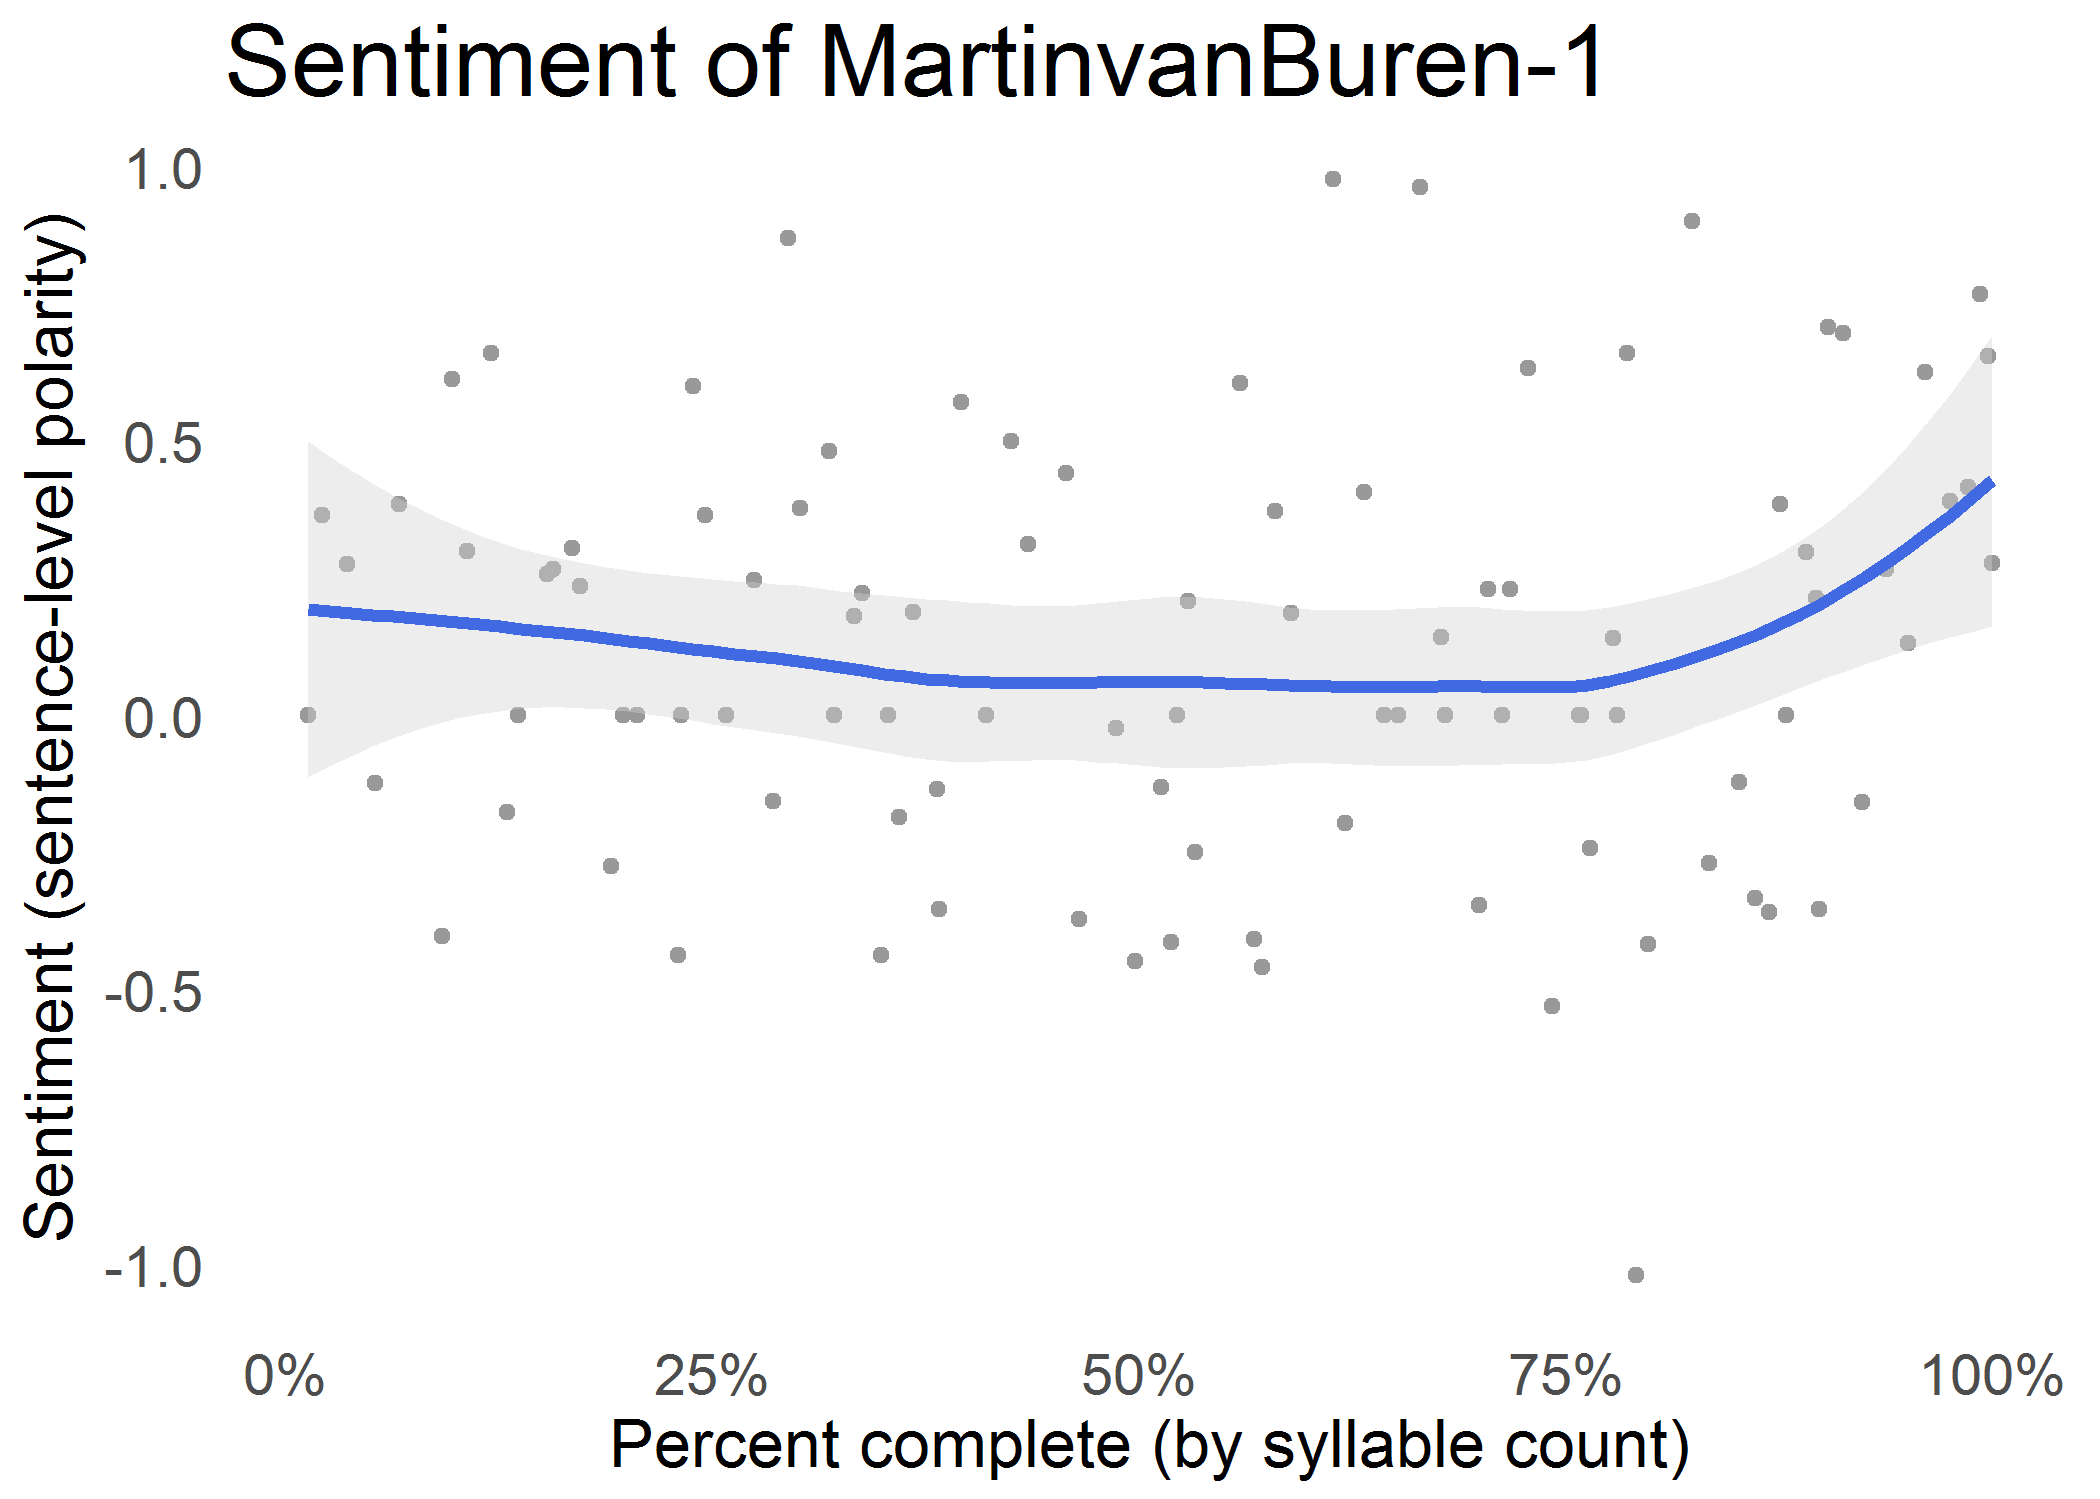 Sentiment of MartinvanBuren-1
1.0
0.5
0.0
-0.5
-1.0
Sentiment (sentence-level polarity)
0% 25% 50% 75% 100%
Percent complete (by syllable count)